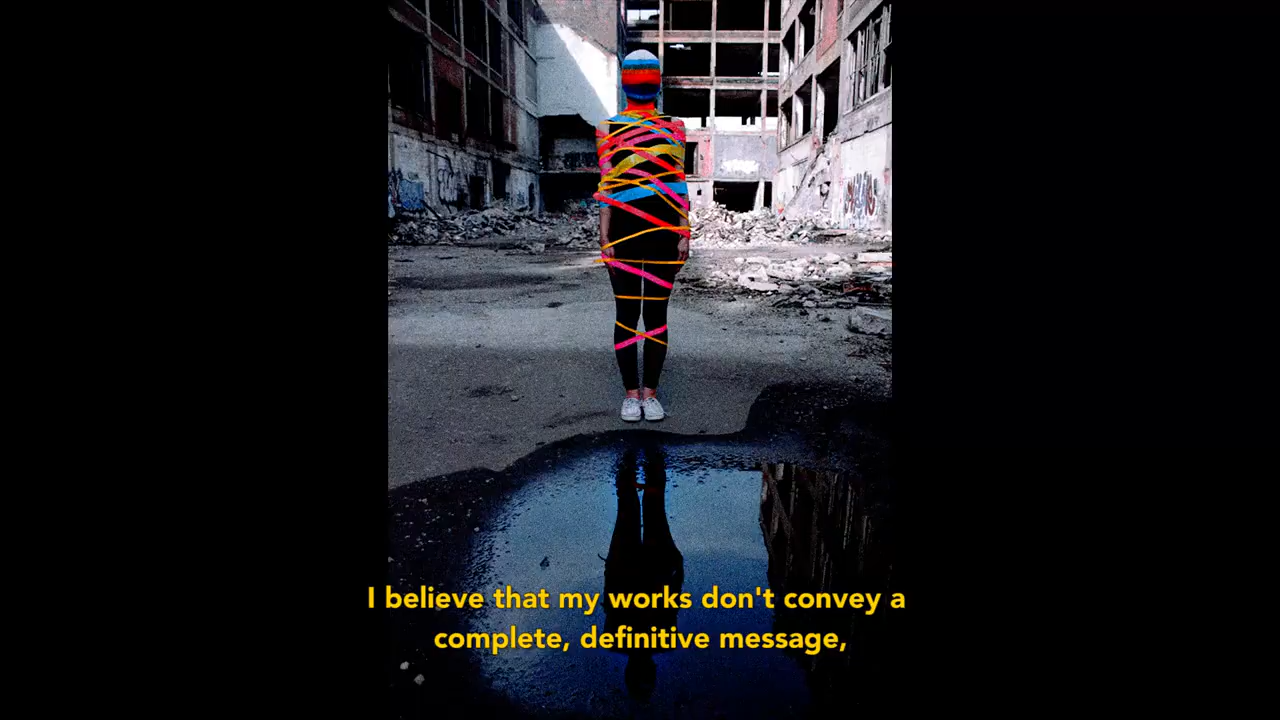 I believe that my works don't convey a
complete, definitive message,